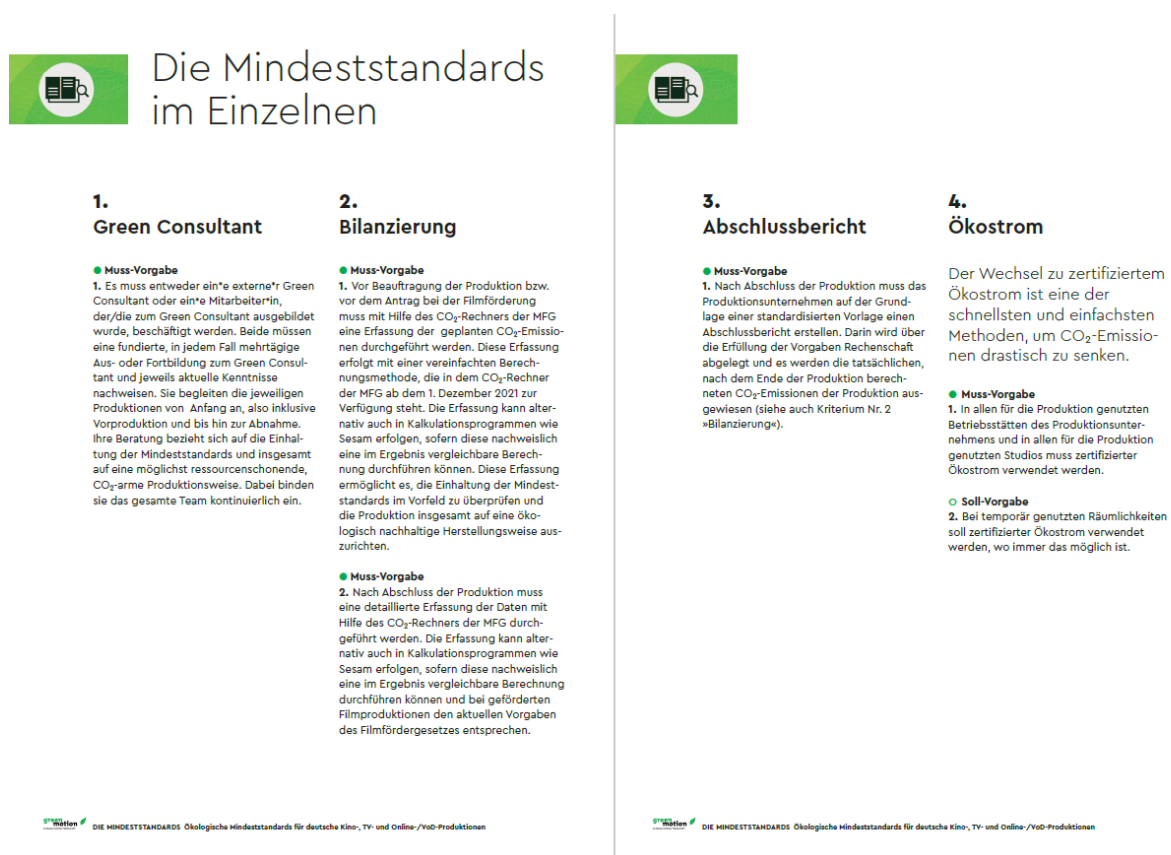 Die Mindeststandards
im Einzelnen
1.
Green Consultant
● Muss-Vorgabe
1. Es muss entweder ein*e externe*r Green
Consultant oder ein*e Mitarbeiter*in,
der/die zum Green Consultant ausgebildet
wurde, beschäftigt werden. Beide müssen
eine fundierte, in jedem Fall mehrtägige
Aus- oder Fortbildung zum Green Consul-
tant und jeweils aktuelle Kenntnisse
nachweisen. Sie begleiten die jeweiligen
Produktionen von Anfang an, also inklusive
Vorproduktion und bis hin zur Abnahme.
Ihre Beratung bezieht sich auf die Einhal-
tung der Mindeststandards und insgesamt
auf eine möglichst ressourcenschonende,
CO₂-arme Produktionsweise. Dabei binden
sie das gesamte Team kontinuierlich ein.
2.
Bilanzierung
● Muss-Vorgabe
1. Vor Beauftragung der Produktion bzw.
vor dem Antrag bei der Filmförderung
muss mit Hilfe des CO₂-Rechners der MFG
eine Erfassung der geplanten CO₂-Emissio-
nen durchgeführt werden. Diese Erfassung
erfolgt mit einer vereinfachten Berech-
nungsmethode, die in dem CO₂-Rechner
der MFG ab dem 1. Dezember 2021 zur
Verfügung steht. Die Erfassung kann alter-
nativ auch in Kalkulationsprogrammen wie
Sesam erfolgen, sofern diese nachweislich
eine im Ergebnis vergleichbare Berech-
nung durchführen können. Diese Erfassung
ermöglicht es, die Einhaltung der Mindest-
standards im Vorfeld zu überprüfen und
die Produktion insgesamt auf eine öko-
logisch nachhaltige Herstellungsweise aus-
zurichten.
● Muss-Vorgabe
2. Nach Abschluss der Produktion muss
eine detaillierte Erfassung der Daten mit
Hilfe des CO₂-Rechners der MFG durch-
geführt werden. Die Erfassung kann alter-
nativ auch in Kalkulationsprogrammen wie
Sesam erfolgen, sofern diese nachweislich
eine im Ergebnis vergleichbare Berechnung
durchführen können und bei geförderten
Filmproduktionen den aktuellen Vorgaben
des Filmfördergesetzes entsprechen.
green
motion
DIE MINDESTSTANDARDS Ökologische Mindeststandards für deutsche Kino-, TV- und Online-/VoD-Produktionen
3.
Abschlussbericht
● Muss-Vorgabe
1. Nach Abschluss der Produktion muss das
Produktionsunternehmen auf der Grund-
lage einer standardisierten Vorlage einen
Abschlussbericht erstellen. Darin wird über
die Erfüllung der Vorgaben Rechenschaft
abgelegt und es werden die tatsächlichen,
nach dem Ende der Produktion berech-
neten CO₂-Emissionen der Produktion aus-
gewiesen (siehe auch Kriterium Nr. 2
»Bilanzierung«).
4.
Ökostrom
Der Wechsel zu zertifiziertem
Ökostrom ist eine der
schnellsten und einfachsten
Methoden, um CO₂-Emissio-
nen drastisch zu senken.
● Muss-Vorgabe
1. In allen für die Produktion genutzten
Betriebsstätten des Produktionsunter-
nehmens und in allen für die Produktion
genutzten Studios muss zertifizierter
Ökostrom verwendet werden.
○ Soll-Vorgabe
2. Bei temporär genutzten Räumlichkeiten
soll zertifizierter Ökostrom verwendet
werden, wo immer das möglich ist.
green
motion
DIE MINDESTSTANDARDS Ökologische Mindeststandards für deutsche Kino-, TV- und Online-/VoD-Produktionen